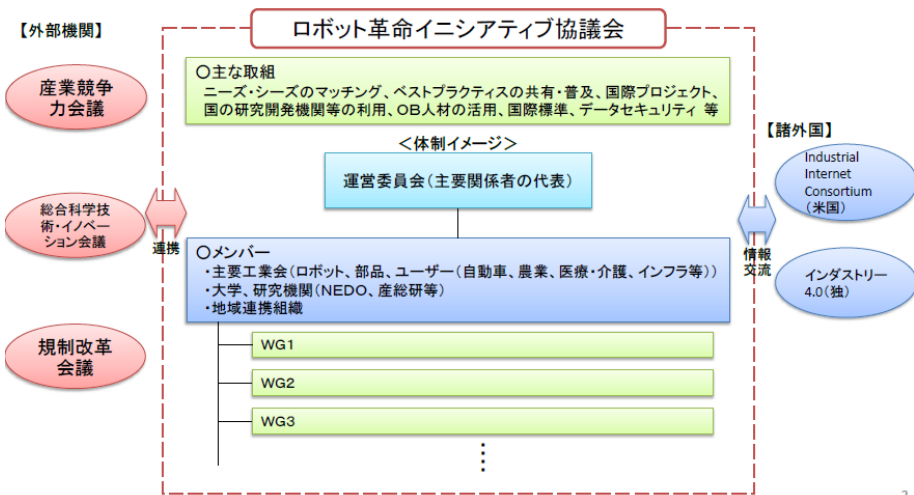 【外部機関】
ロボット革命イニシアティブ協議会
産業競争
力会議
〇主な取組
ニーズ・シーズのマッチング、ベストプラクティスの共有・普及、国際プロジェクト、
国の研究開発機関等の利用、OB人材の活用、国際標準、データセキュリティ 等
<体制イメージ>
運営委員会(主要関係者の代表)
【諸外国】
Industrial
Internet
Consortium
(米国)
総合科学技
術・イノベー
ション会議
連携
情報
交流
〇メンバー
・主要工業会(ロボット、部品、ユーザー(自動車、農業、医療・介護、インフラ等))
・大学、研究機関(NEDO、産総研等)
・地域連携組織
インダストリー
4.0(独)
規制改革
会議
WG1
WG2
WG3
⋮